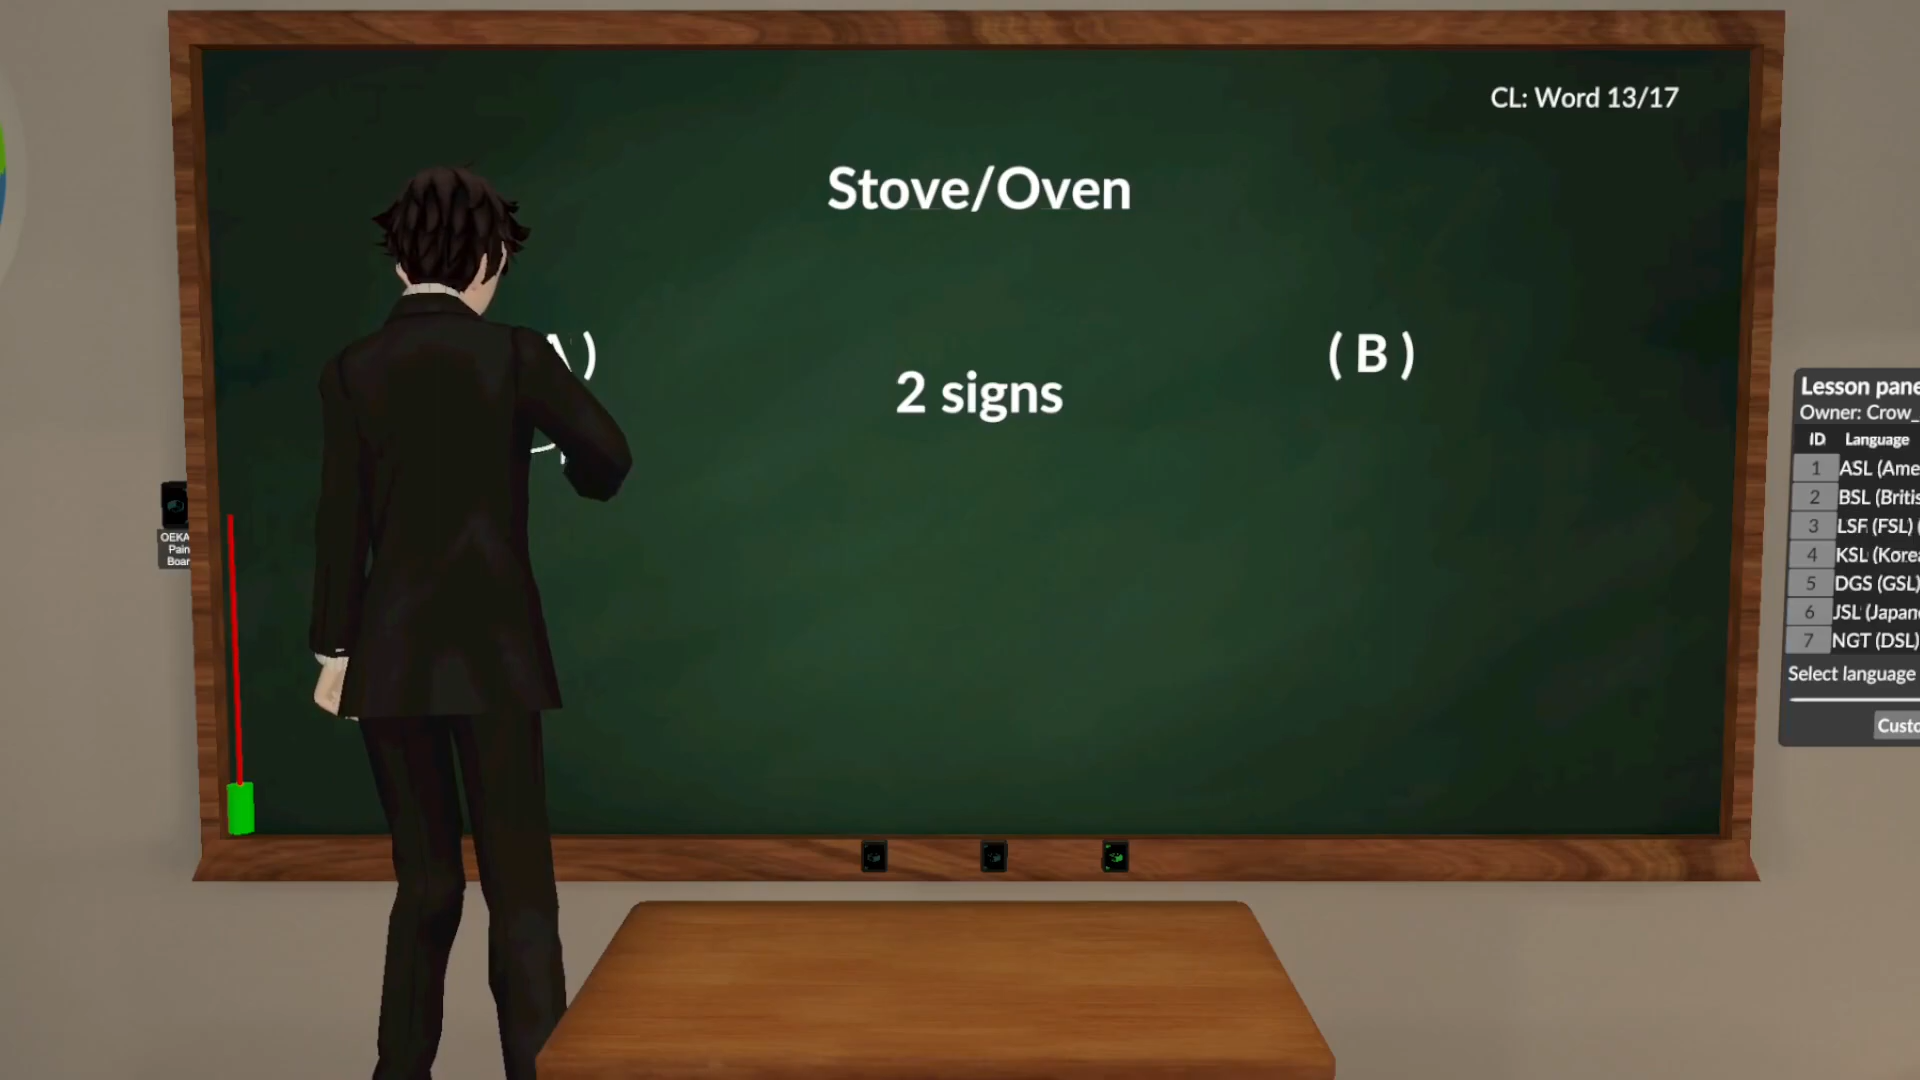 CL: Word 13/17
Stove/Oven
A )
2 signs
( B )
Lesson pane
Owner: Crow_
ID Language
1 ASL (Ame
2 BSL (Britis
3 LSF (FSL) (
4 KSL (Korea
5 DGS (GSL)
6 JSL (Japan
7 NGT (DSL)
Select language
Custo
OEKA
Pain
Boar